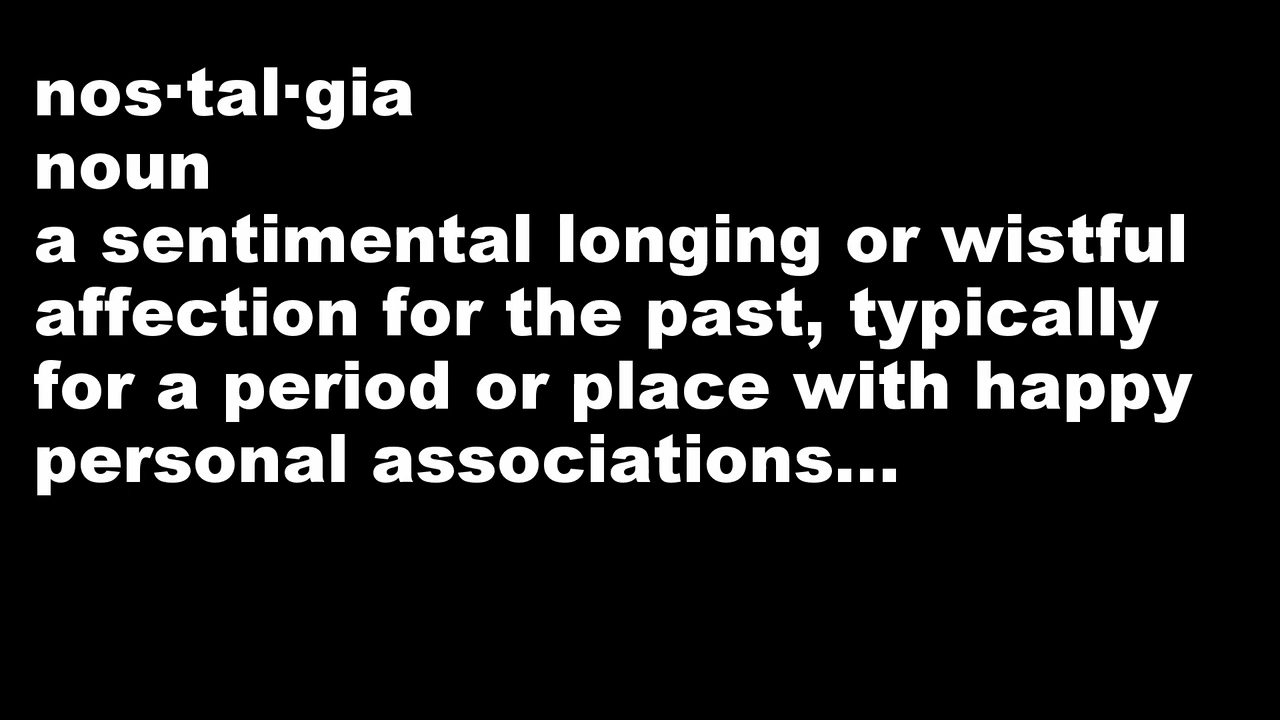 nos·tal·gia
noun
a sentimental longing or wistful
affection for the past, typically
for a period or place with happy
personal associations...